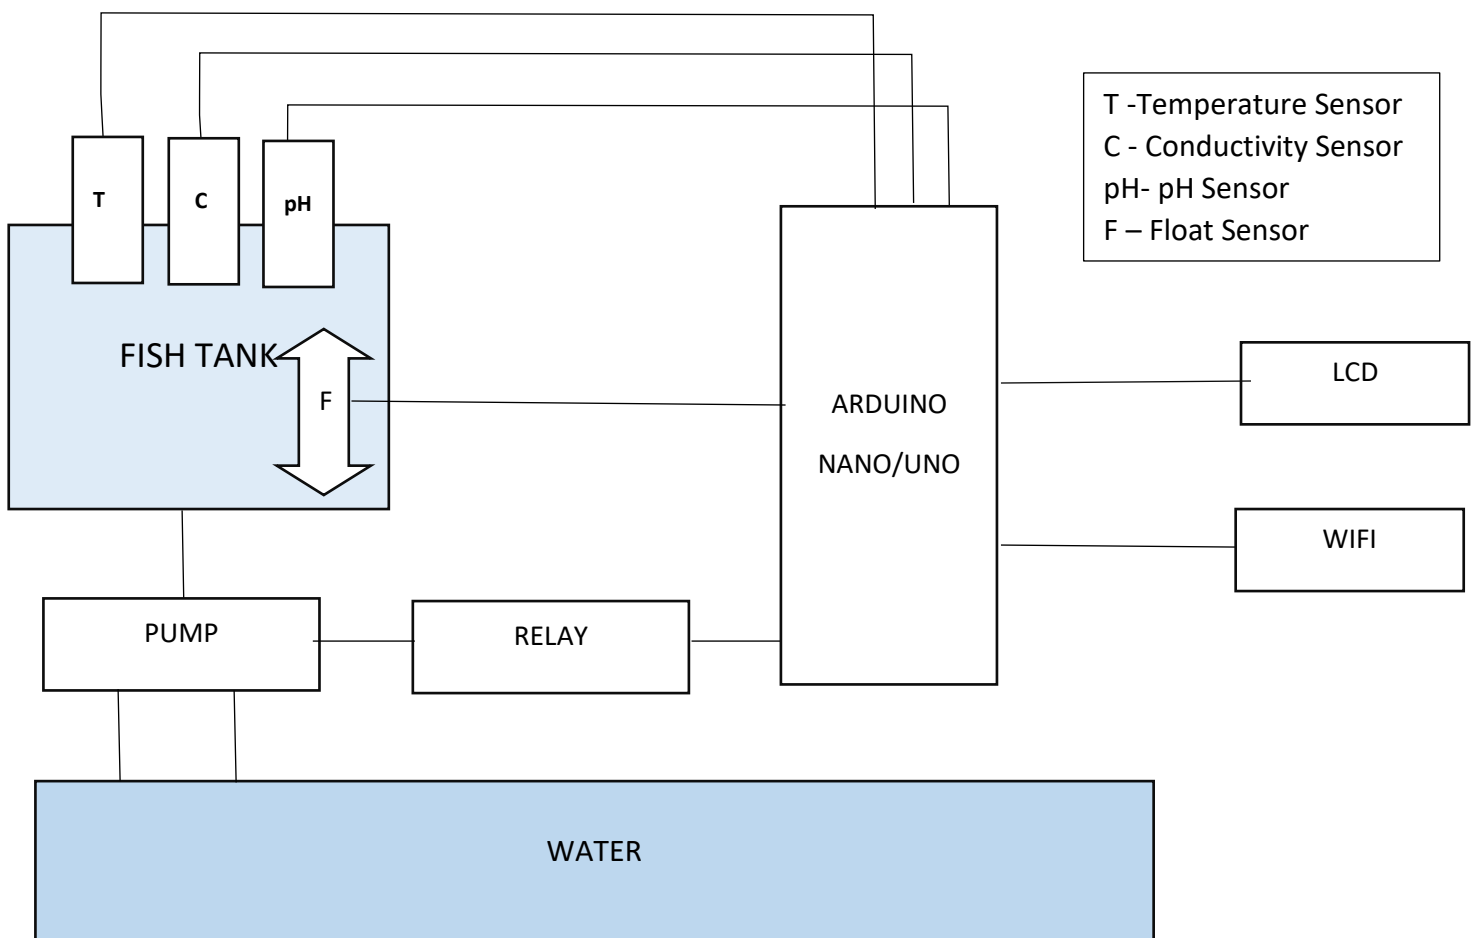 T -Temperature Sensor
C - Conductivity Sensor
pH- pH Sensor
F – Float Sensor
T
C
pH
FISH TANK
F
ARDUINO
NANO/UNO
LCD
WIFI
PUMP
RELAY
WATER